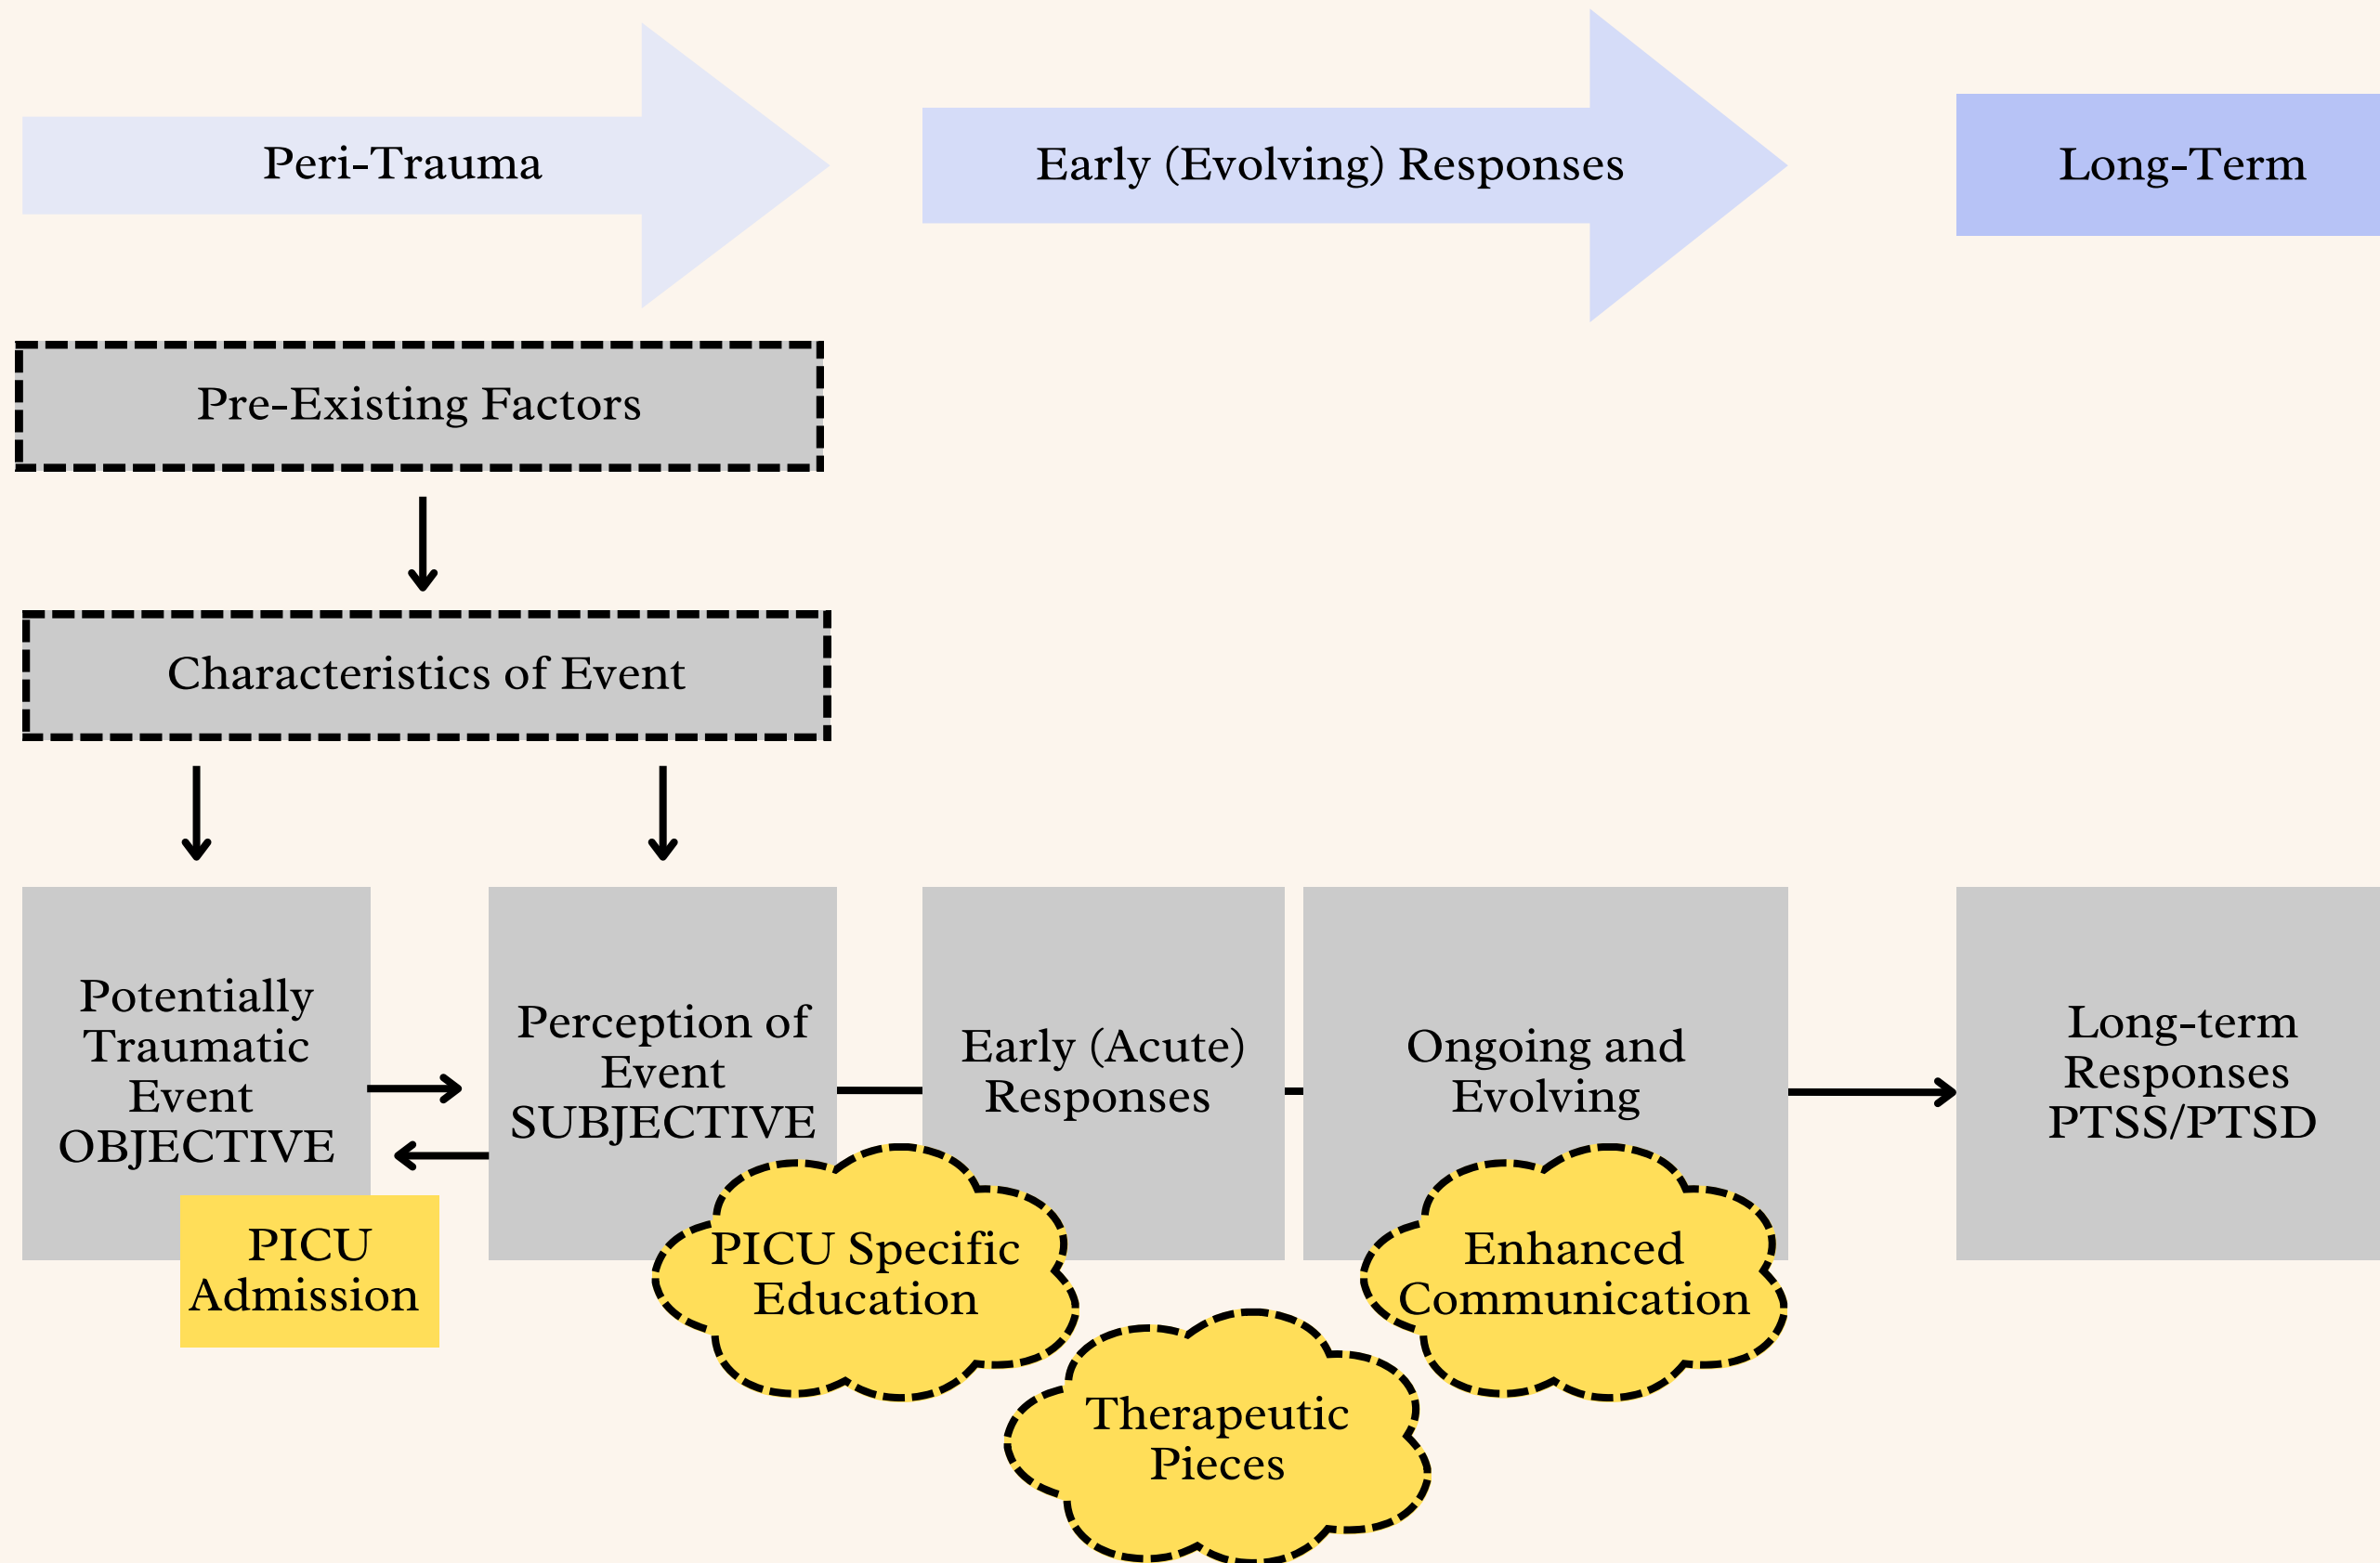 Peri-Trauma
Early (Evolving) Responses
Long-Term
Pre-Existing Factors
Characteristics of Event
Potentially
Traumatic
Event
OBJECTIVE
PICU
Admission
Perception of
Event
SUBJECTIVE
PICU Specific
Education
Early (Acute)
Responses
Therapeutic
Pieces
Ongoing and
Evolving
Enhanced
Communication
Long-term
Responses
PTSS/PTSD